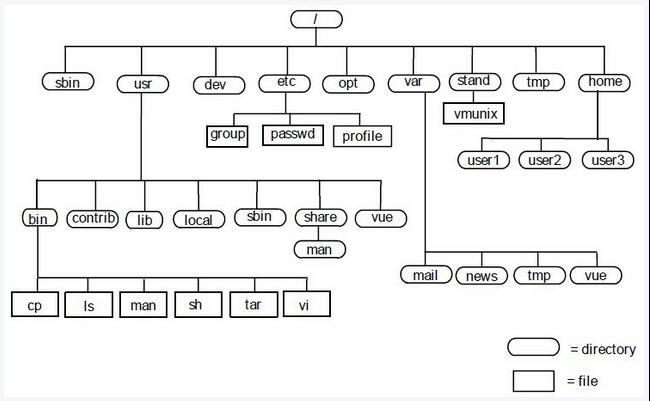 /
sbin usr dev etc opt var stand tmp home
group passwd profile vmunix
user1 user2 user3
bin contrib lib local sbin share vue
man
mail news tmp vue
cp ls man sh tar vi
= directory
= file